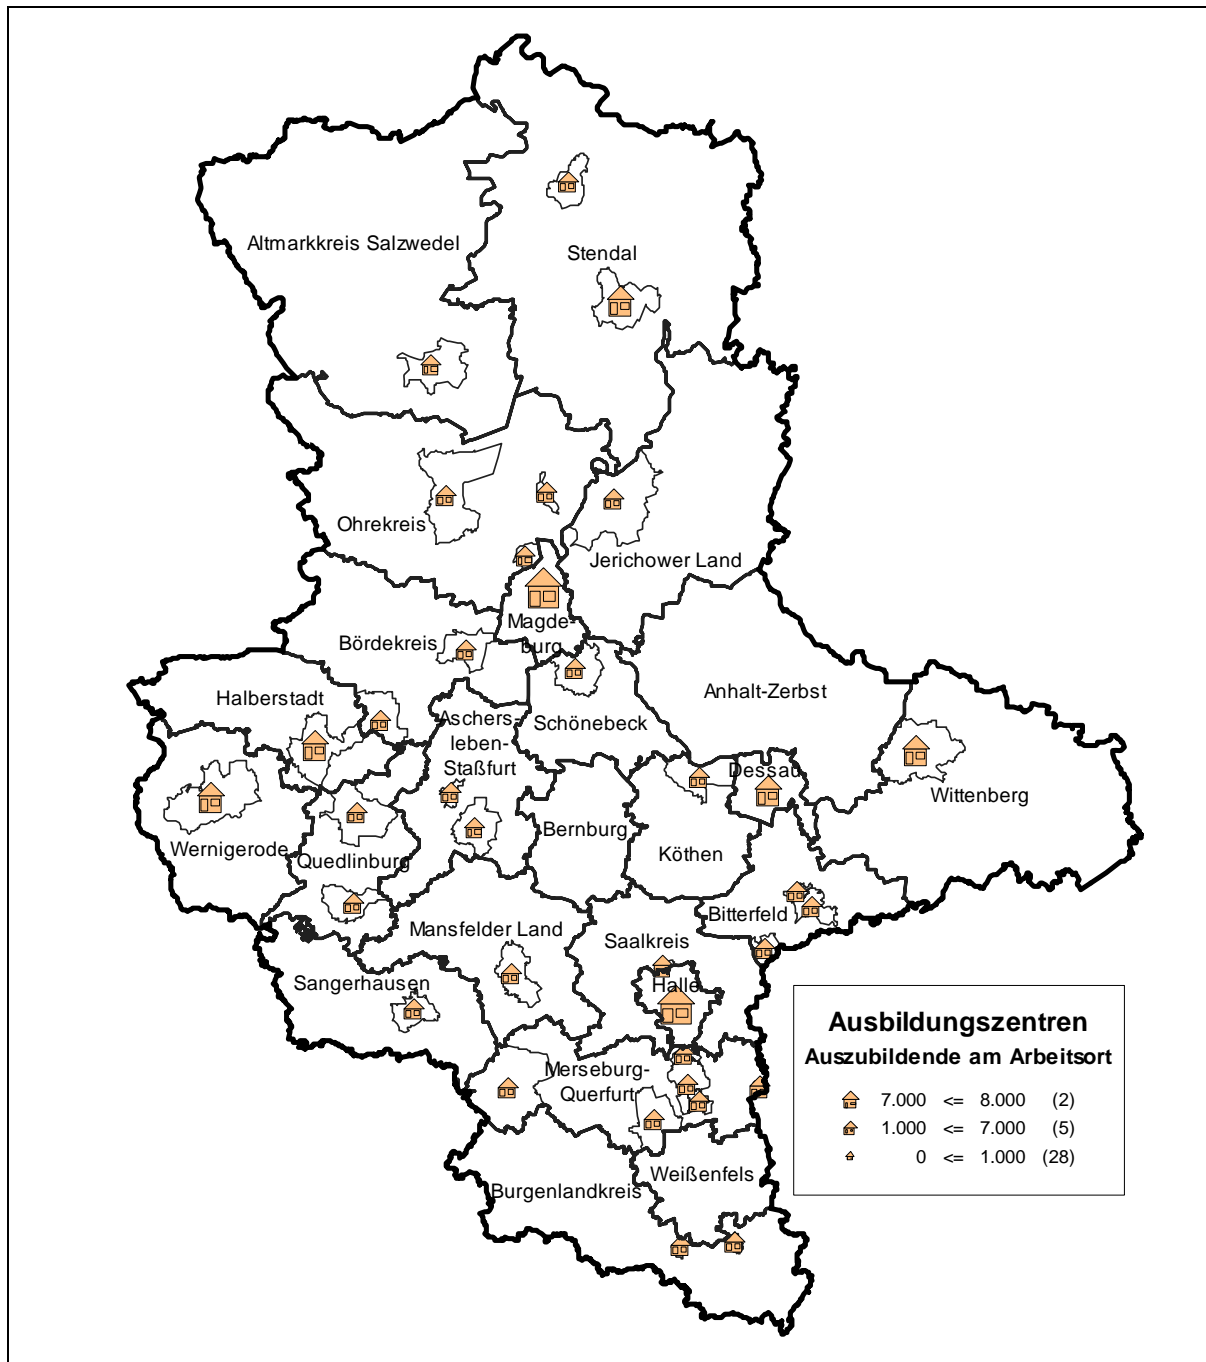 Altmarkkreis Salzwedel
Stendal
Ohrekreis
Jerichower Land
Magde-
burg
Bördekreis
Halberstadt
Aschers-
leben-
Staßfurt
Schönebeck
Anhalt-Zerbst
Dessau
Wittenberg
Wernigerode
Quedlinburg
Bernburg
Köthen
Bitterfeld
Mansfelder Land
Saalkreis
Sangerhausen
Halle
Merseburg-
Querfurt
Weißenfels
Burgenlandkreis
Ausbildungszentren
Auszubildende am Arbeitsort
7.000 <= 8.000 (2)
1.000 <= 7.000 (5)
0 <= 1.000 (28)